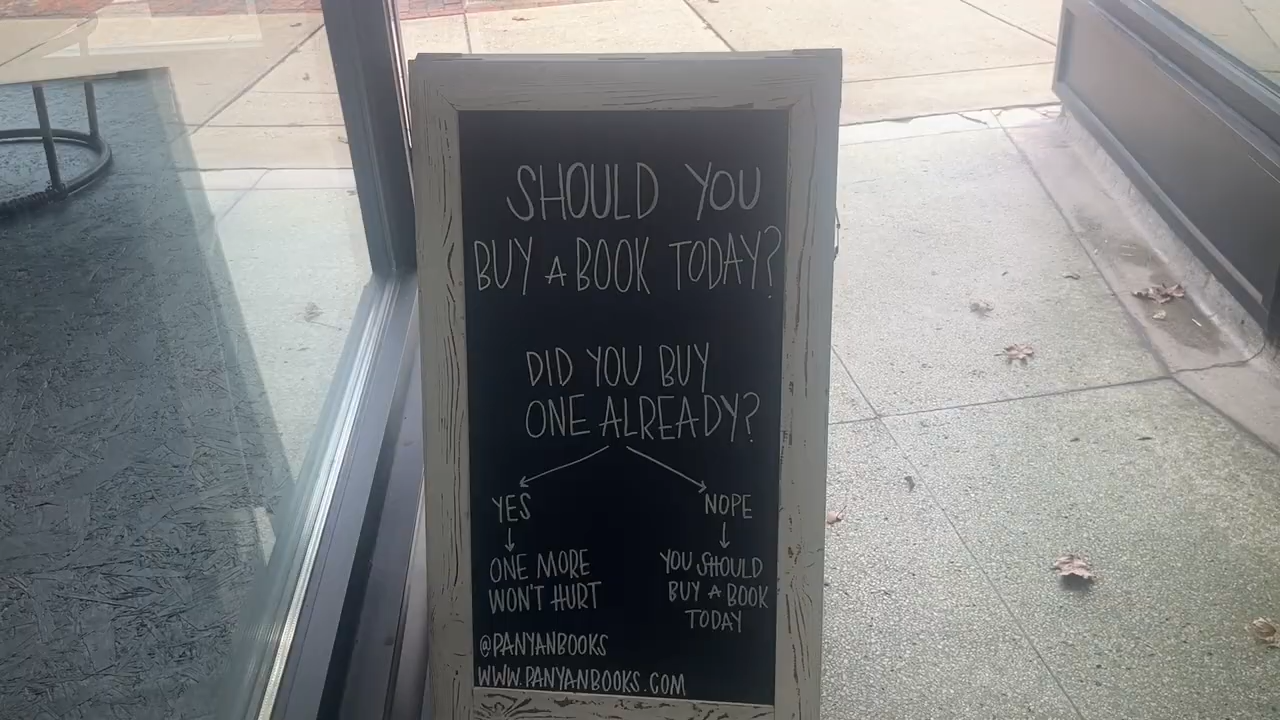 SHOULD YOU
BUY A BOOK TODAY?
DID YOU BUY
ONE ALREADY?
YES
ONE MORE
WON'T HURT
NOPE
YOU SHOULD
BUY A BOOK
TODAY
@PANYANBOOKS
WWW.PANYANBOOKS.COM